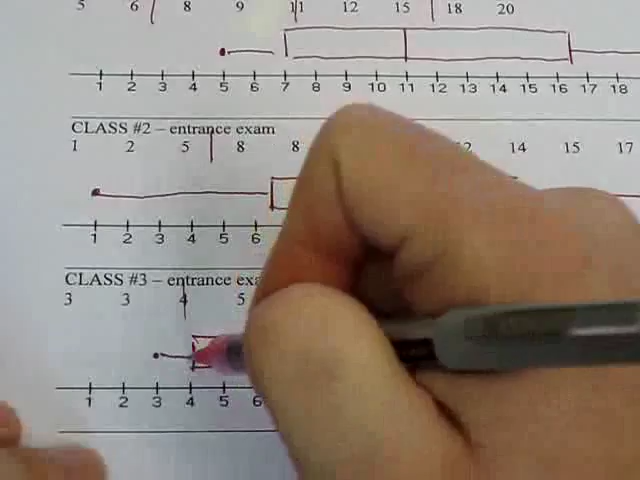 5 6 8 9 11 12 15 18 20
1 2 3 4 5 6 7 8 9 10 11 12 13 14 15 16 17 18
CLASS #2 – entrance exam
1 2 5 8 8 12 14 15 17
1 2 3 4 5 6
CLASS #3 – entrance
3 3 4 5
1 2 3 4 5 6